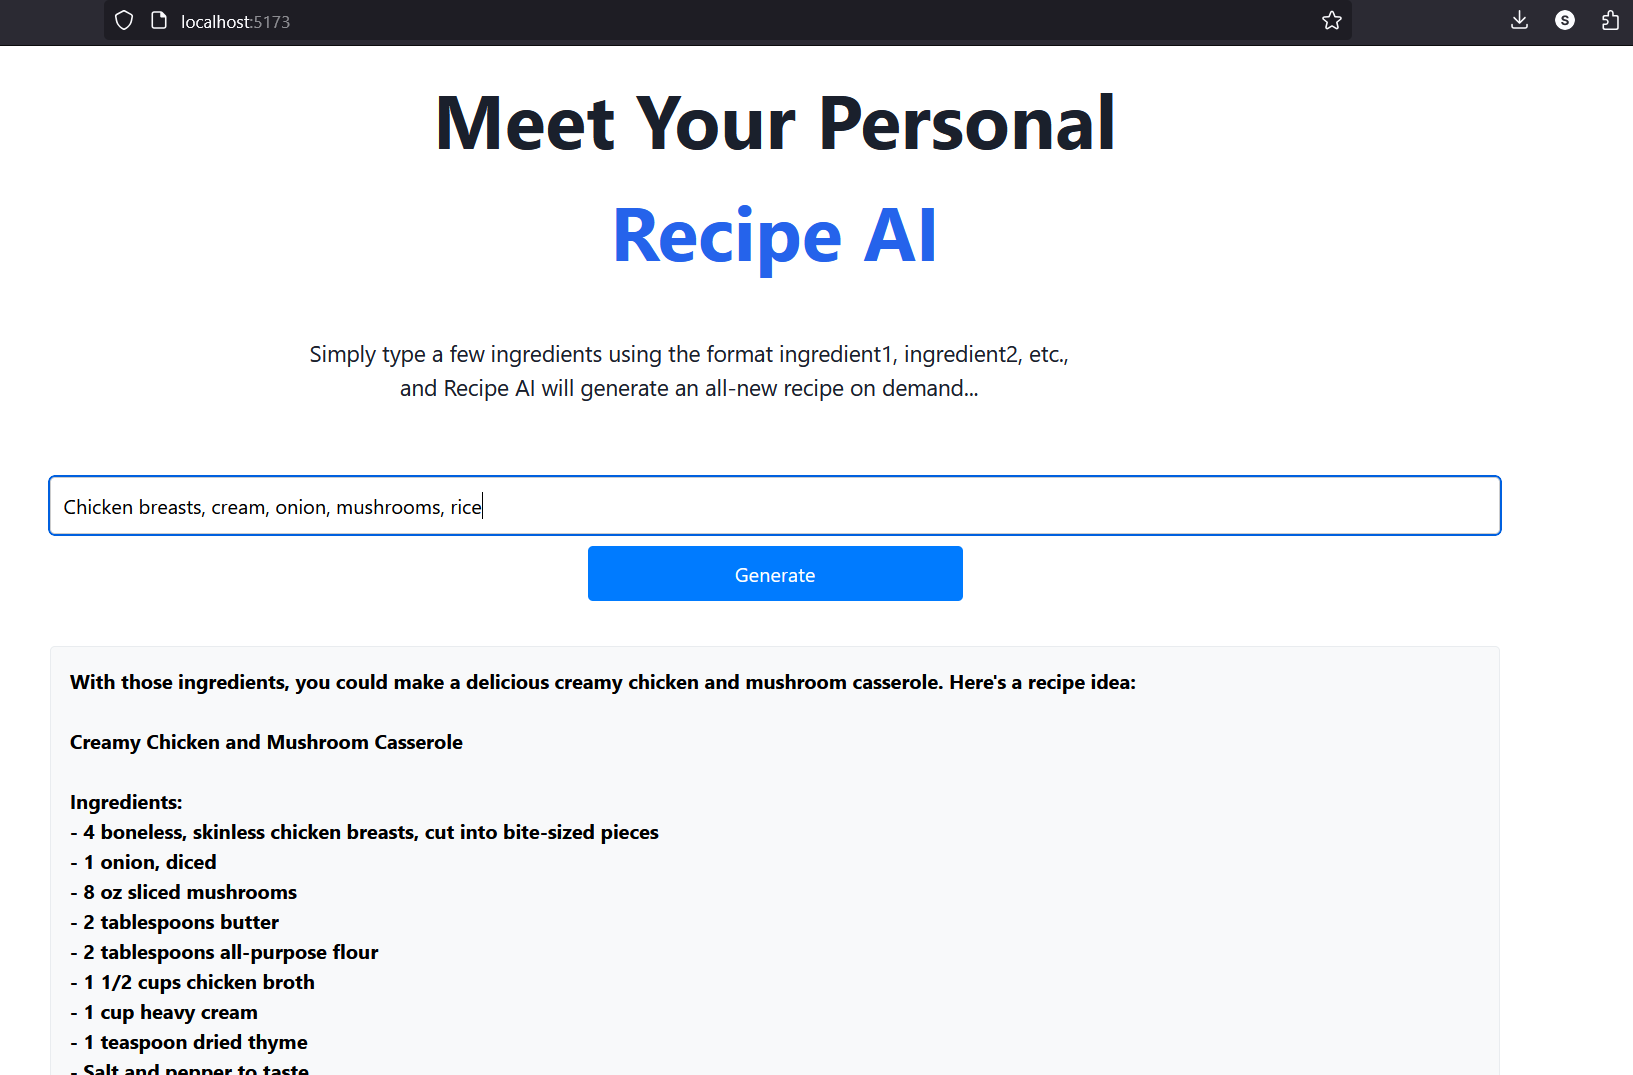 localhost:5173
S
Meet Your Personal
Recipe AI
Simply type a few ingredients using the format ingredient1, ingredient2, etc.,
and Recipe AI will generate an all-new recipe on demand...
Chicken breasts, cream, onion, mushrooms, rice
Generate
With those ingredients, you could make a delicious creamy chicken and mushroom casserole. Here's a recipe idea:
Creamy Chicken and Mushroom Casserole
Ingredients:
- 4 boneless, skinless chicken breasts, cut into bite-sized pieces
- 1 onion, diced
- 8 oz sliced mushrooms
- 2 tablespoons butter
- 2 tablespoons all-purpose flour
- 1 1/2 cups chicken broth
- 1 cup heavy cream
- 1 teaspoon dried thyme
- Salt and pepper to taste